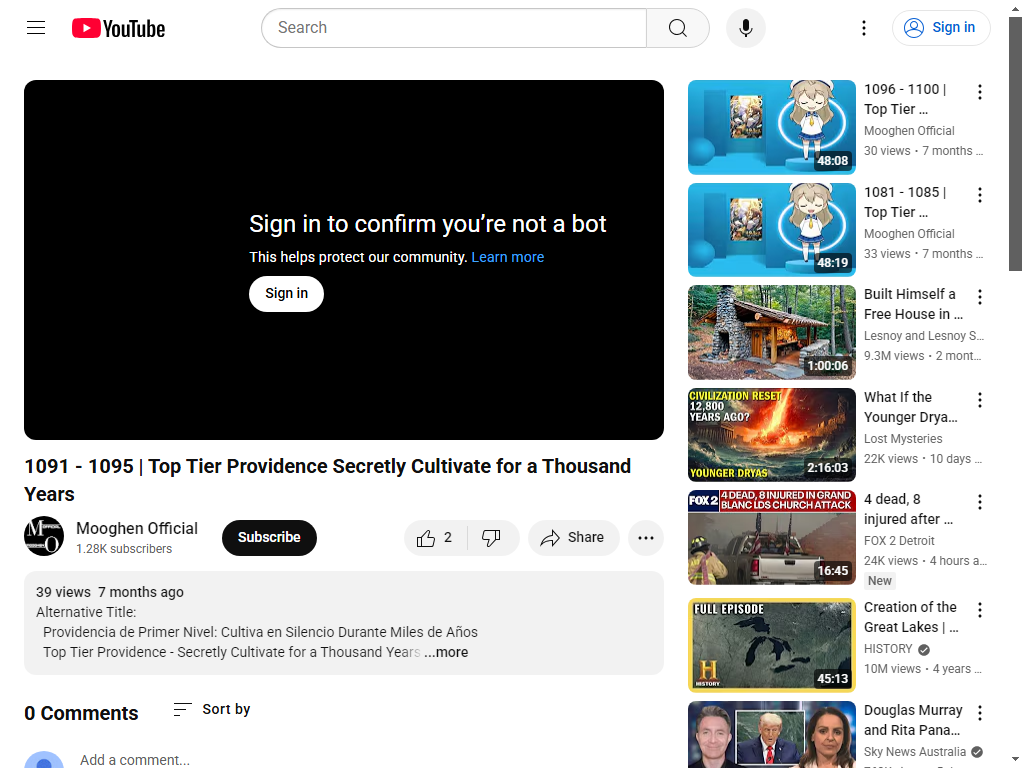 YouTube
Search
Sign in
Sign in to confirm you’re not a bot
This helps protect our community. Learn more
Sign in
1091 - 1095 | Top Tier Providence Secretly Cultivate for a Thousand
Years
Mooghen Official
1.28K subscribers
Subscribe
2
Share
39 views 7 months ago
Alternative Title:
Providencia de Primer Nivel: Cultiva en Silencio Durante Miles de Años
Top Tier Providence - Secretly Cultivate for a Thousand Years ...more
0 Comments
Sort by
Add a comment...
48:08
1096 - 1100 |
Top Tier ...
Mooghen Official
30 views • 7 months ...
48:19
1081 - 1085 |
Top Tier ...
Mooghen Official
33 views • 7 months ...
1:00:06
Built Himself a
Free House in ...
Lesnoy and Lesnoy S...
9.3M views • 2 mont...
CIVILIZATION RESET
12,800
YEARS AGO?
YOUNGER DRYAS
2:16:03
What If the
Younger Drya...
Lost Mysteries
22K views • 10 days ...
FOX 2
4 DEAD, 8 INJURED IN GRAND
BLANC LDS CHURCH ATTACK
16:45
4 dead, 8
injured after ...
FOX 2 Detroit
24K views • 4 hours a...
New
FULL EPISODE
H
HISTORY
45:13
Creation of the
Great Lakes | ...
HISTORY
10M views • 4 years ...
Douglas Murray
and Rita Pana...
Sky News Australia